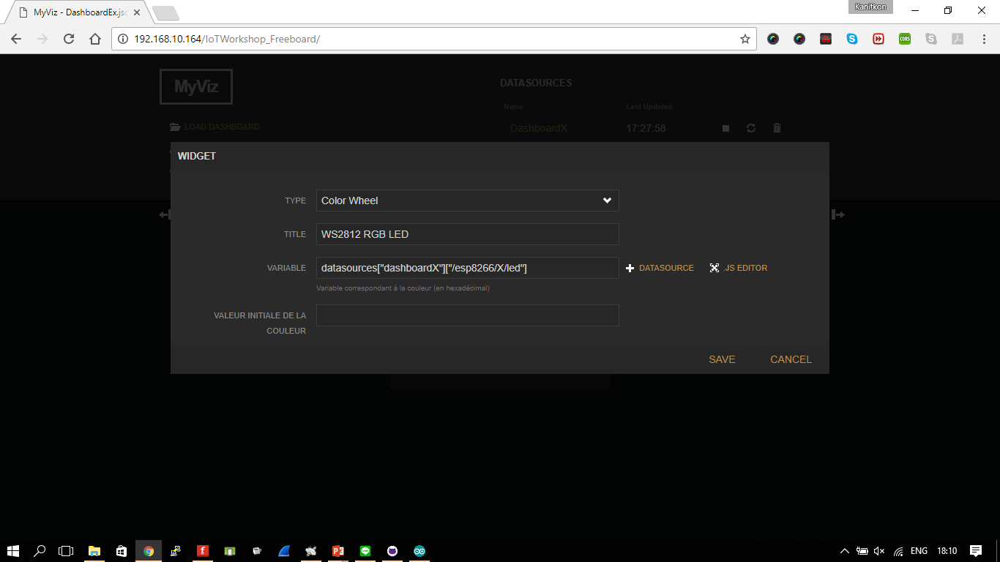 Kanitkon
MyViz - DashboardEx.jsc
192.168.10.164/IoTWorkshop_Freeboard/
MyViz
DATASOURCES
Name Last Updated
LOAD DASHBOARD
DashboardX 17:27:58
WIDGET
TYPE Color Wheel
TITLE WS2812 RGB LED
VARIABLE datasources["dashboardX"]["/esp8266/X/led"] DATASOURCE .JS EDITOR
Variable correspondant à la couleur (en hexadécimal)
VALEUR INITIALE DE LA
COULEUR
SAVE CANCEL
ENG 18:10